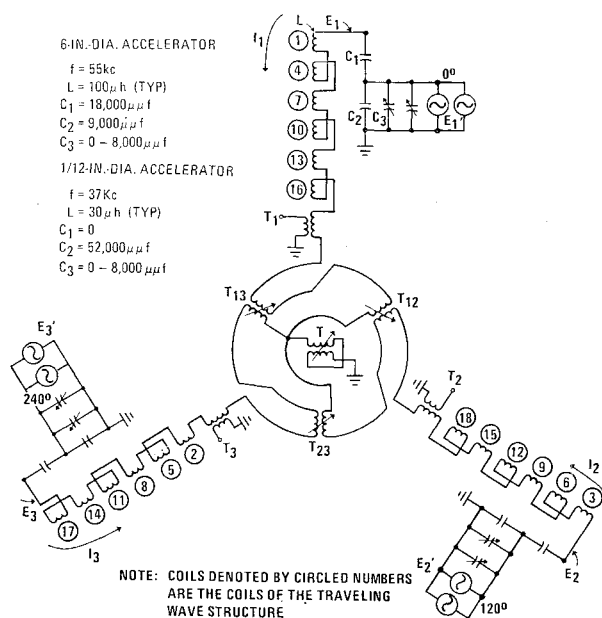 6-IN.-DIA. ACCELERATOR
f = 55kc
L = 100μh (TYP)
C1 = 18,000μμf
C2 = 9,000μμf
C3 = 0 – 8,000μμf
1/12-IN.-DIA. ACCELERATOR
f = 37Kc
L = 30μh (TYP)
C1 = 0
C2 = 52,000μμf
C3 = 0 – 8,000μμf
I1
L
E1
1
4
7
10
13
16
C1
0º
C2
C3
E1'
T1
T13
T12
T
T23
E3'
240º
E3
I3
17
14
11
8
5
2
T3
T2
18
15
12
9
6
3
I2
E2
E2'
120º
NOTE: COILS DENOTED BY CIRCLED NUMBERS
ARE THE COILS OF THE TRAVELING
WAVE STRUCTURE